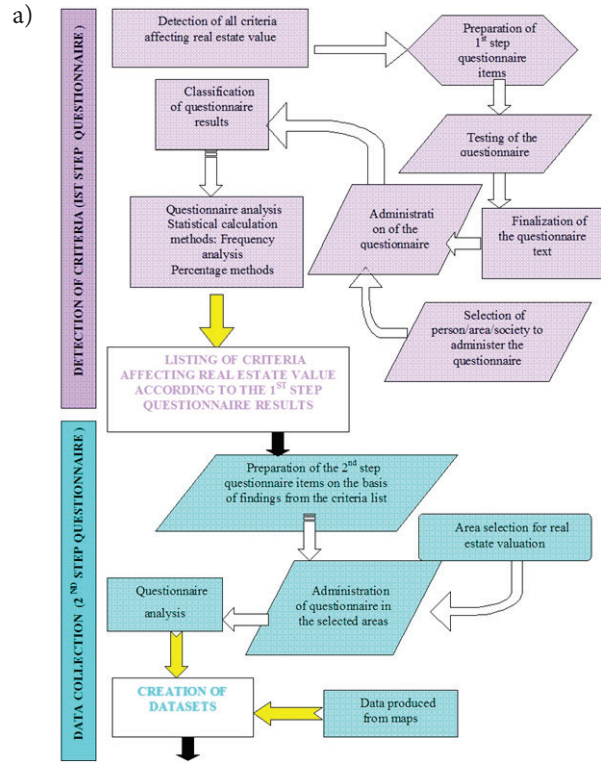 a)
DETECTION OF CRITERIA (1ST STEP QUESTIONNAIRE)
Detection of all criteria
affecting real estate value
Preparation of
1st step
questionnaire
items
Testing of the
questionnaire
Finalization of
the questionnaire
text
Selection of
person/area/society to
administer the
questionnaire
Administrati
on of the
questionnaire
Classification
of questionnaire
results
Questionnaire analysis
Statistical calculation
methods: Frequency
analysis
Percentage methods
LISTING OF CRITERIA
AFFECTING REAL ESTATE VALUE
ACCORDING TO THE 1ST STEP
QUESTIONNAIRE RESULTS
DATA COLLECTION (2 ND STEP QUESTIONNAIRE)
Preparation of the 2nd step
questionnaire items on the basis
of findings from the criteria list
Area selection for real
estate valuation
Administration
of questionnaire in
the selected areas
Questionnaire
analysis
CREATION OF
DATASETS
Data produced
from maps